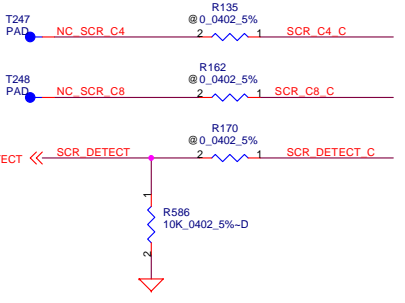 R135
T247
@0_0402_5%
PAD NC_SCR_C4 2 1 SCR_C4_C
R162
T248
@0_0402_5%
PAD NC_SCR_C8 2 1 SCR_C8_C
R170
@0_0402_5%
ECT SCR_DETECT 2 1 SCR_DETECT_C
1
R586
10K_0402_5%~D
2